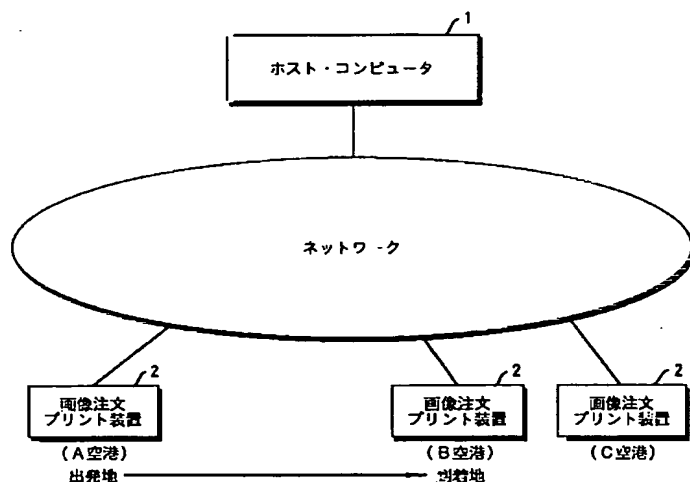 1
ホスト・コンピュータ
ネットワーク
2
画像注文
プリント装置
(A空港)
出発地
2
画像注文
プリント装置
(B空港)
到着地
2
画像注文
プリント装置
(C空港)